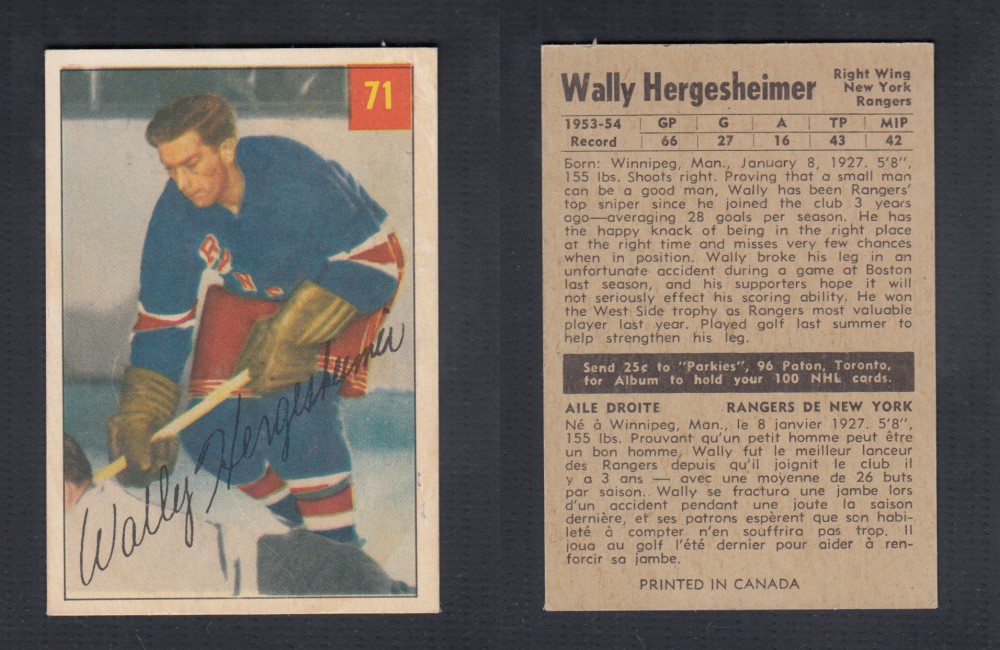 71
Wally Hergesheimer
Wally Hergesheimer
Right Wing
New York
Rangers
1953-54 GP G A TP MIP
Record 66 27 16 43 42
Born: Winnipeg, Man., January 8, 1927. 5'8",
155 lbs. Shoots right. Proving that a small man
can be a good man, Wally has been Rangers'
top sniper since he joined the club 3 years
ago—averaging 28 goals per season. He has
the happy knack of being in the right place
at the right time and misses very few chances
when in position. Wally broke his leg in an
unfortunate accident during a game at Boston
last season, and his supporters hope it will
not seriously effect his scoring ability. He won
the West Side trophy as Rangers most valuable
player last year. Played golf last summer to
help strengthen his leg.
Send 25¢ to "Parkies", 96 Paton, Toronto,
for Album to hold your 100 NHL cards.
AILE DROITE RANGERS DE NEW YORK
Né à Winnipeg, Man., le 8 janvier 1927. 5'8",
155 lbs. Prouvant qu'un petit homme peut être
un bon homme, Wally fut le meilleur lanceur
des Rangers depuis qu'il joignit le club il
y a 3 ans — avec une moyenne de 26 buts
par saison. Wally se fractura une jambe lors
d'un accident pendant une joute la saison
dernière, et ses patrons espèrent que son habi-
leté à compter n'en souffrira pas trop. Il
joua au golf l'été dernier pour aider à ren-
forcir sa jambe.
PRINTED IN CANADA